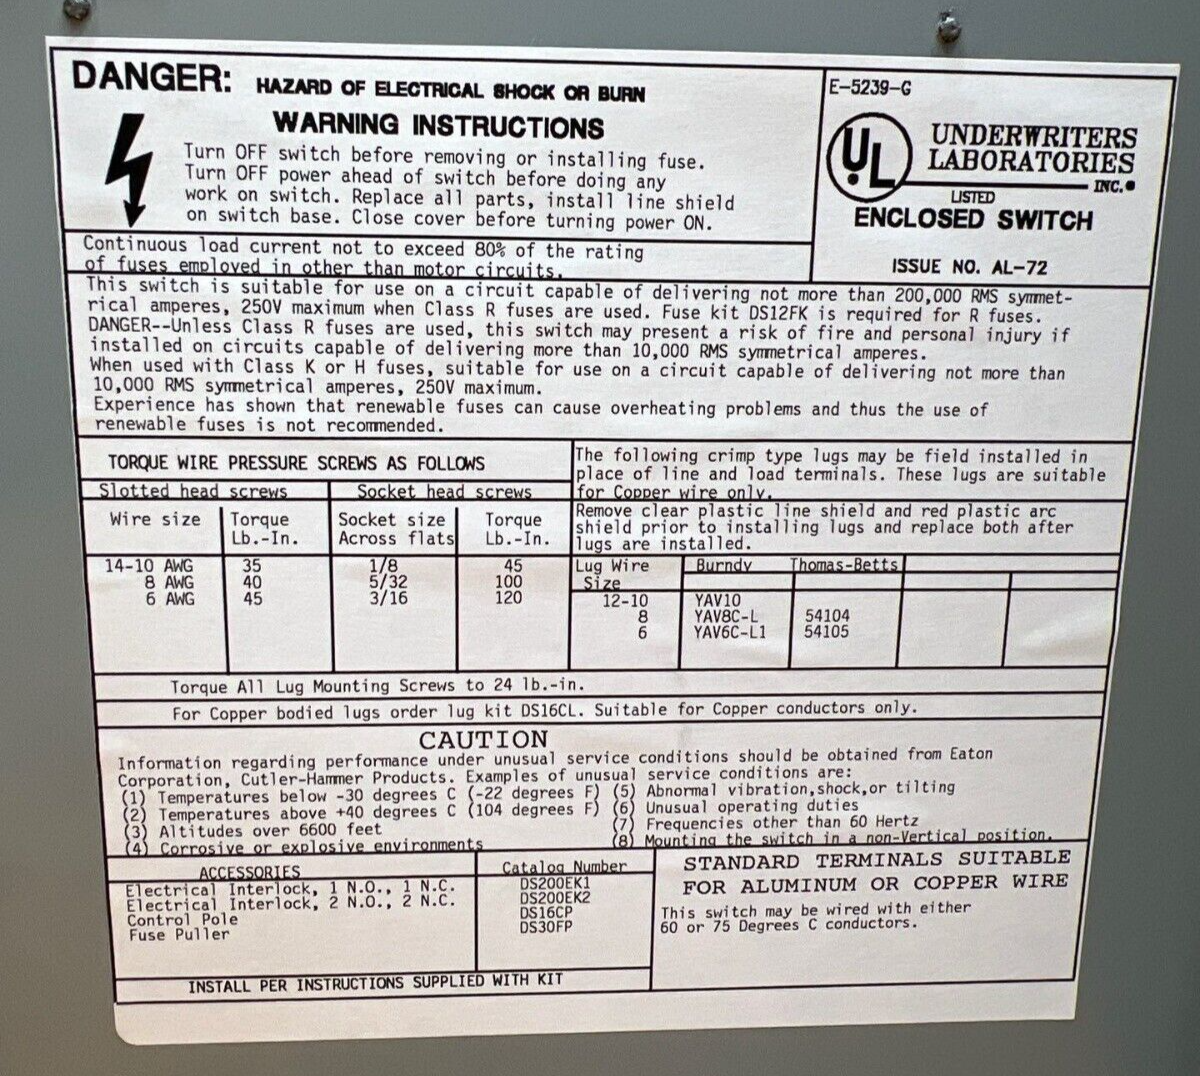 DANGER: HAZARD OF ELECTRICAL SHOCK OR BURN
WARNING INSTRUCTIONS
Turn OFF switch before removing or installing fuse.
Turn OFF power ahead of switch before doing any
work on switch. Replace all parts, install line shield
on switch base. Close cover before turning power ON.
E-5239-G
UL
UNDERWRITERS
LABORATORIES
INC.
LISTED
ENCLOSED SWITCH
ISSUE NO. AL-72
Continuous load current not to exceed 80% of the rating
of fuses employed in other than motor circuits.
This switch is suitable for use on a circuit capable of delivering not more than 200,000 RMS symmet-
rical amperes, 250V maximum when Class R fuses are used. Fuse kit DS12FK is required for R fuses.
DANGER--Unless Class R fuses are used, this switch may present a risk of fire and personal injury if
installed on circuits capable of delivering more than 10,000 RMS symmetrical amperes.
When used with Class K or H fuses, suitable for use on a circuit capable of delivering not more than
10,000 RMS symmetrical amperes, 250V maximum.
Experience has shown that renewable fuses can cause overheating problems and thus the use of
renewable fuses is not recommended.
TORQUE WIRE PRESSURE SCREWS AS FOLLOWS
Slotted head screws Socket head screws
Wire size Torque Socket size Torque
Lb.-In. Across flats Lb.-In.
14-10 AWG 35 1/8 45
8 AWG 40 5/32 100
6 AWG 45 3/16 120
The following crimp type lugs may be field installed in
place of line and load terminals. These lugs are suitable
for Copper wire only.
Remove clear plastic line shield and red plastic arc
shield prior to installing lugs and replace both after
lugs are installed.
Lug Wire Burndy Thomas-Betts
Size
12-10 YAV10
8 YAV8C-L 54104
6 YAV6C-L1 54105
Torque All Lug Mounting Screws to 24 lb.-in.
For Copper bodied lugs order lug kit DS16CL. Suitable for Copper conductors only.
CAUTION
Information regarding performance under unusual service conditions should be obtained from Eaton
Corporation, Cutler-Hammer Products. Examples of unusual service conditions are:
(1) Temperatures below -30 degrees C (-22 degrees F) (5) Abnormal vibration,shock,or tilting
(2) Temperatures above +40 degrees C (104 degrees F) (6) Unusual operating duties
(3) Altitudes over 6600 feet (7) Frequencies other than 60 Hertz
(4) Corrosive or explosive environments (8) Mounting the switch in a non-Vertical position.
ACCESSORIES Catalog Number
Electrical Interlock, 1 N.O., 1 N.C. DS200EK1
Electrical Interlock, 2 N.O., 2 N.C. DS200EK2
Control Pole DS16CP
Fuse Puller DS30FP
INSTALL PER INSTRUCTIONS SUPPLIED WITH KIT
STANDARD TERMINALS SUITABLE
FOR ALUMINUM OR COPPER WIRE
This switch may be wired with either
60 or 75 Degrees C conductors.